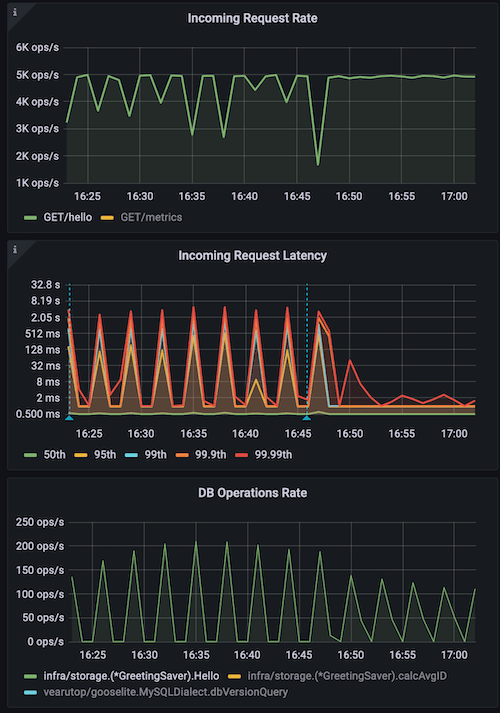 Incoming Request Rate
6K ops/s
5K ops/s
4K ops/s
3K ops/s
2K ops/s
1K ops/s
16:25 16:30 16:35 16:40 16:45 16:50 16:55 17:00
GET/hello GET/metrics
Incoming Request Latency
32.8 s
8.19 s
2.05 s
512 ms
128 ms
32 ms
8 ms
2 ms
0.500 ms
16:25 16:30 16:35 16:40 16:45 16:50 16:55 17:00
50th 95th 99th 99.9th 99.99th
DB Operations Rate
250 ops/s
200 ops/s
150 ops/s
100 ops/s
50 ops/s
0 ops/s
16:25 16:30 16:35 16:40 16:45 16:50 16:55 17:00
infra/storage.(*GreetingSaver).Hello infra/storage.(*GreetingSaver).calcAvgID
vearutop/gooselite.MySQLDialect.dbVersionQuery